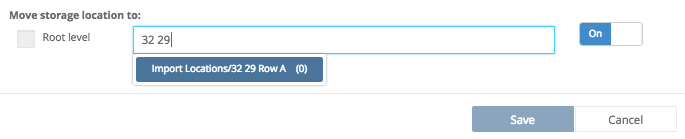 Move storage location to:
Root level
32 29
On
Import Locations/32 29 Row A (0)
Save
Cancel